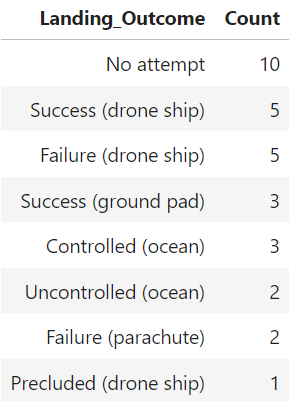 Landing_Outcome Count
No attempt 10
Success (drone ship) 5
Failure (drone ship) 5
Success (ground pad) 3
Controlled (ocean) 3
Uncontrolled (ocean) 2
Failure (parachute) 2
Precluded (drone ship) 1